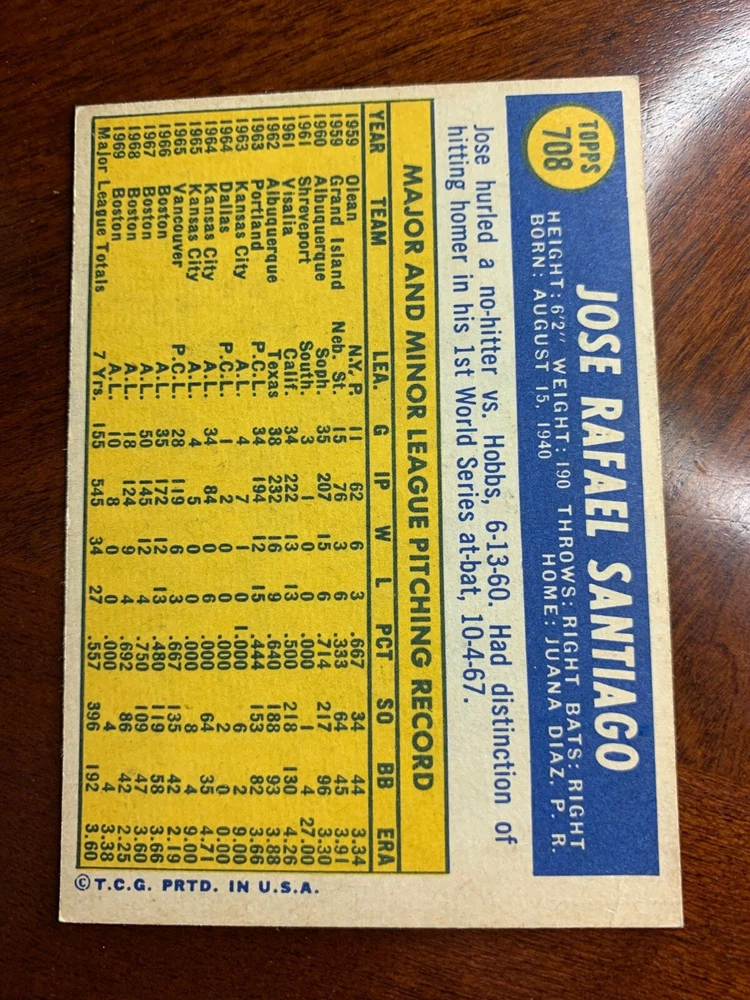 TOPPS
708
JOSE RAFAEL SANTIAGO
HEIGHT: 6'2" WEIGHT: 190 THROWS: RIGHT BATS: RIGHT
BORN: AUGUST 15, 1940 HOME: JUANA DIAZ, P. R.
Jose hurled a no-hitter vs. Hobbs, 6-13-60. Had distinction of
hitting homer in his 1st World Series at-bat, 10-4-67.
MAJOR AND MINOR LEAGUE PITCHING RECORD
YEAR TEAM LEA. G IP W L PCT SO BB ERA
1959 Olean N.Y. P. 11 62 6 3 .667 34 44 3.34
1959 Grand Island Neb. St. 15 76 3 6 .333 64 45 3.91
1960 Albuquerque Soph. 35 207 15 6 .714 217 96 3.30
1961 Shreveport South. 3 1 0 0 .000 1 4 27.00
1961 Visalia Calif. 34 222 13 13 .500 218 130 4.26
1962 Albuquerque Texas 38 232 16 9 .640 188 93 3.88
1963 Portland P.C.L. 34 194 12 15 .444 153 82 3.66
1963 Kansas City A.L. 4 7 1 0 1.000 6 2 9.00
1964 Dallas P.C.L. 1 2 0 0 .000 2 0 0.00
1964 Kansas City A.L. 34 84 0 6 .000 64 35 4.71
1965 Kansas City A.L. 4 5 0 0 .000 8 4 9.00
1965 Vancouver P.C.L. 28 119 6 3 .667 135 42 2.19
1966 Boston A.L. 35 172 12 13 .480 119 58 3.66
1967 Boston A.L. 50 145 12 4 .750 109 47 3.60
1968 Boston A.L. 18 124 9 4 .692 86 42 2.25
1969 Boston A.L. 10 8 0 0 .000 4 4 3.38
Major League Totals 7 Yrs. 155 545 34 27 .557 396 192 3.60
© T.C.G. PRTD. IN U.S.A.